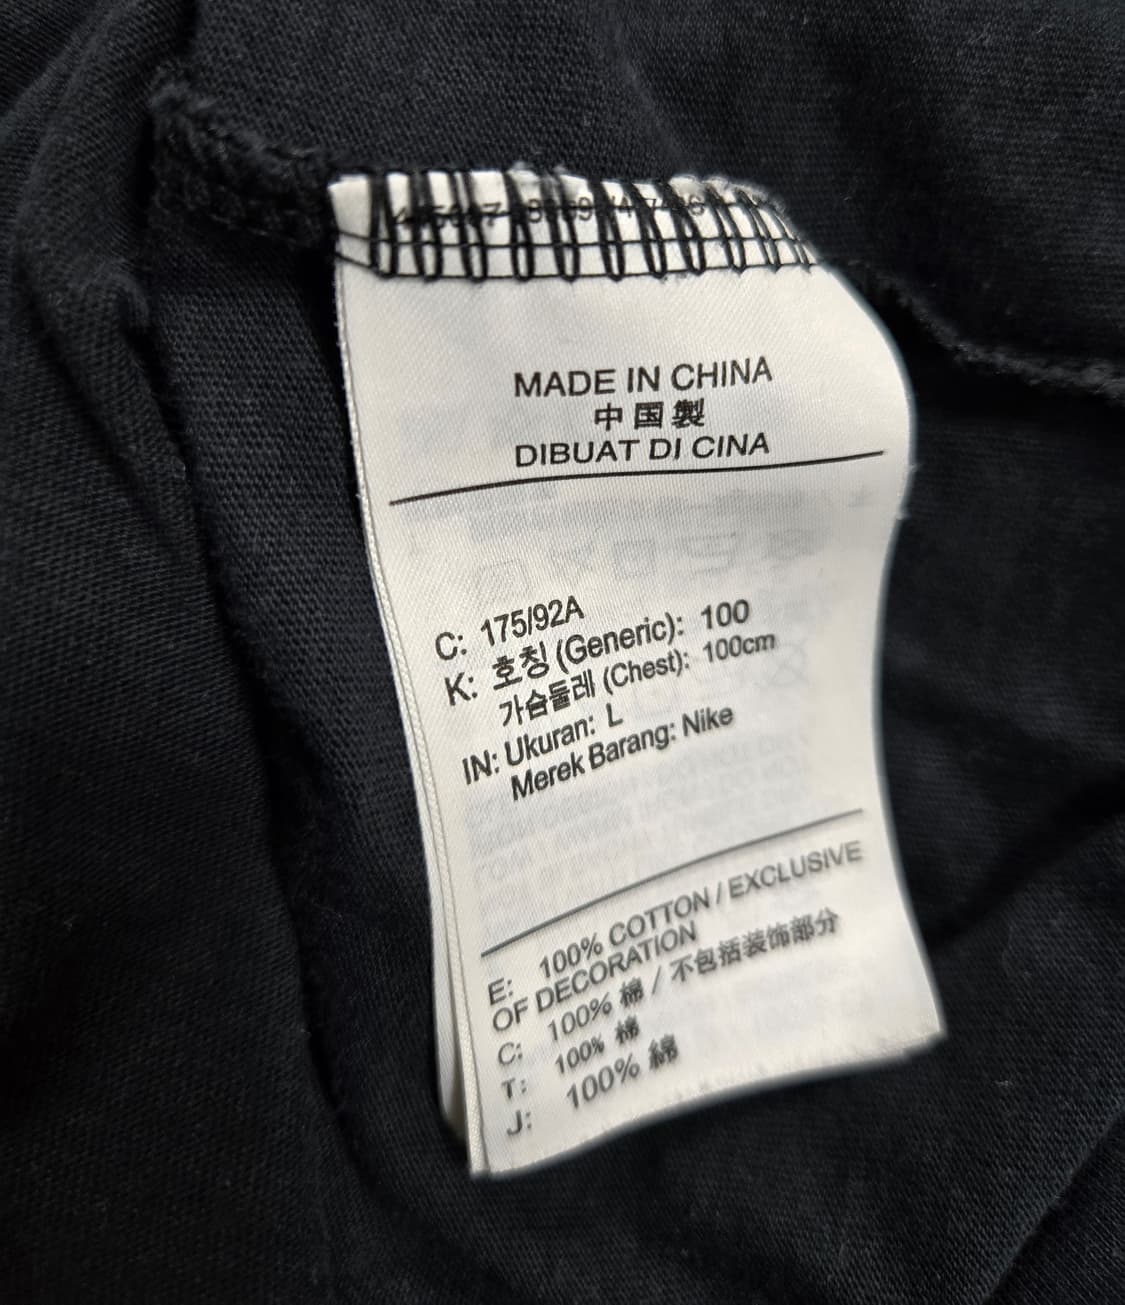 MADE IN CHINA
中国製
DIBUAT DI CINA
C: 175/92A
K: 호칭 (Generic): 100
가슴둘레 (Chest): 100cm
IN: Ukuran: L
Merek Barang: Nike
E: 100% COTTON / EXCLUSIVE
OF DECORATION
C: 100% 棉 / 不包括装饰部分
T: 100% 棉
J: 100% 綿